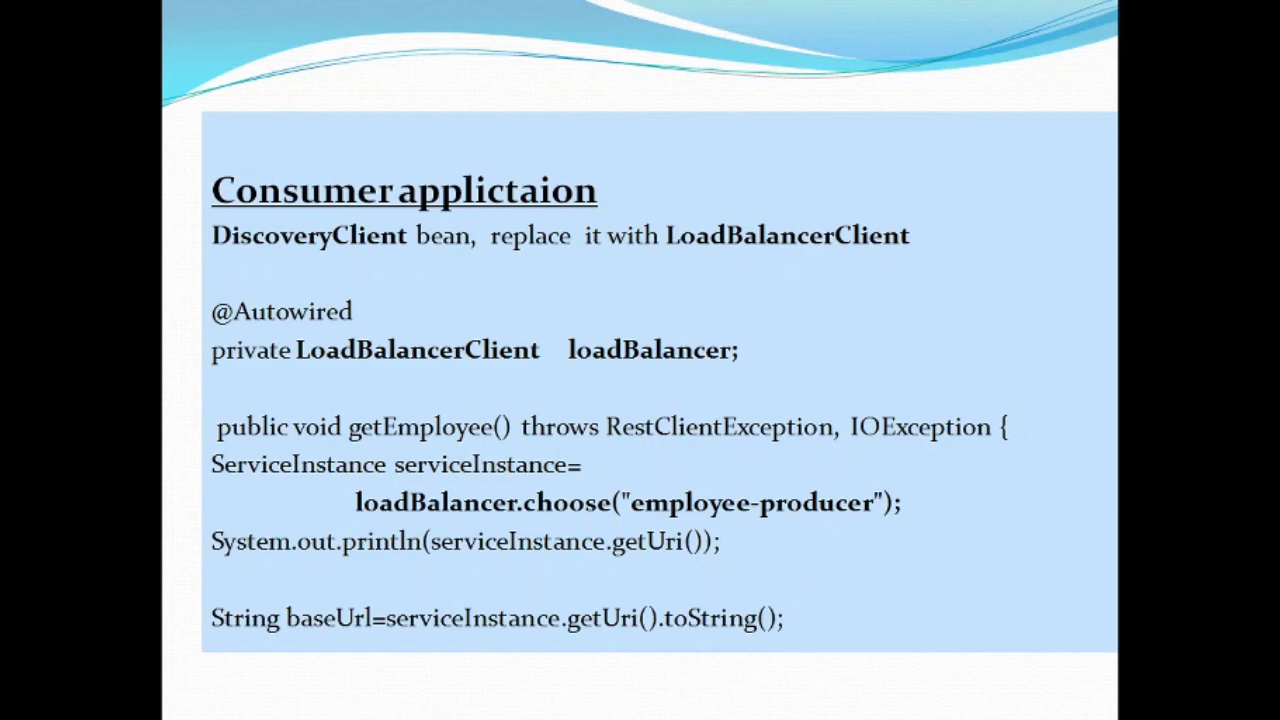 Consumer applictaion
DiscoveryClient bean, replace it with LoadBalancerClient
@Autowired
private LoadBalancerClient loadBalancer;
public void getEmployee() throws RestClientException, IOException {
ServiceInstance serviceInstance=
loadBalancer.choose("employee-producer");
System.out.println(serviceInstance.getUri());
String baseUrl=serviceInstance.getUri().toString();